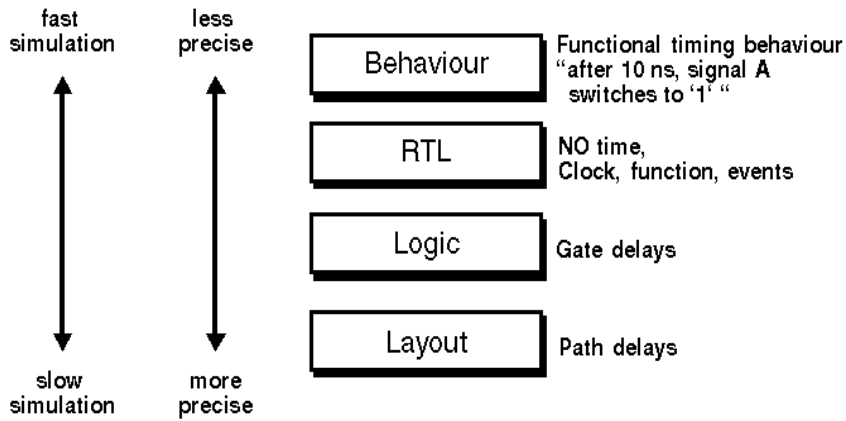 fast
simulation
less
precise
Behaviour
Functional timing behaviour
“after 10 ns, signal A
switches to ‘1‘ “
RTL
NO time,
Clock, function, events
Logic
Gate delays
Layout
Path delays
slow
simulation
more
precise